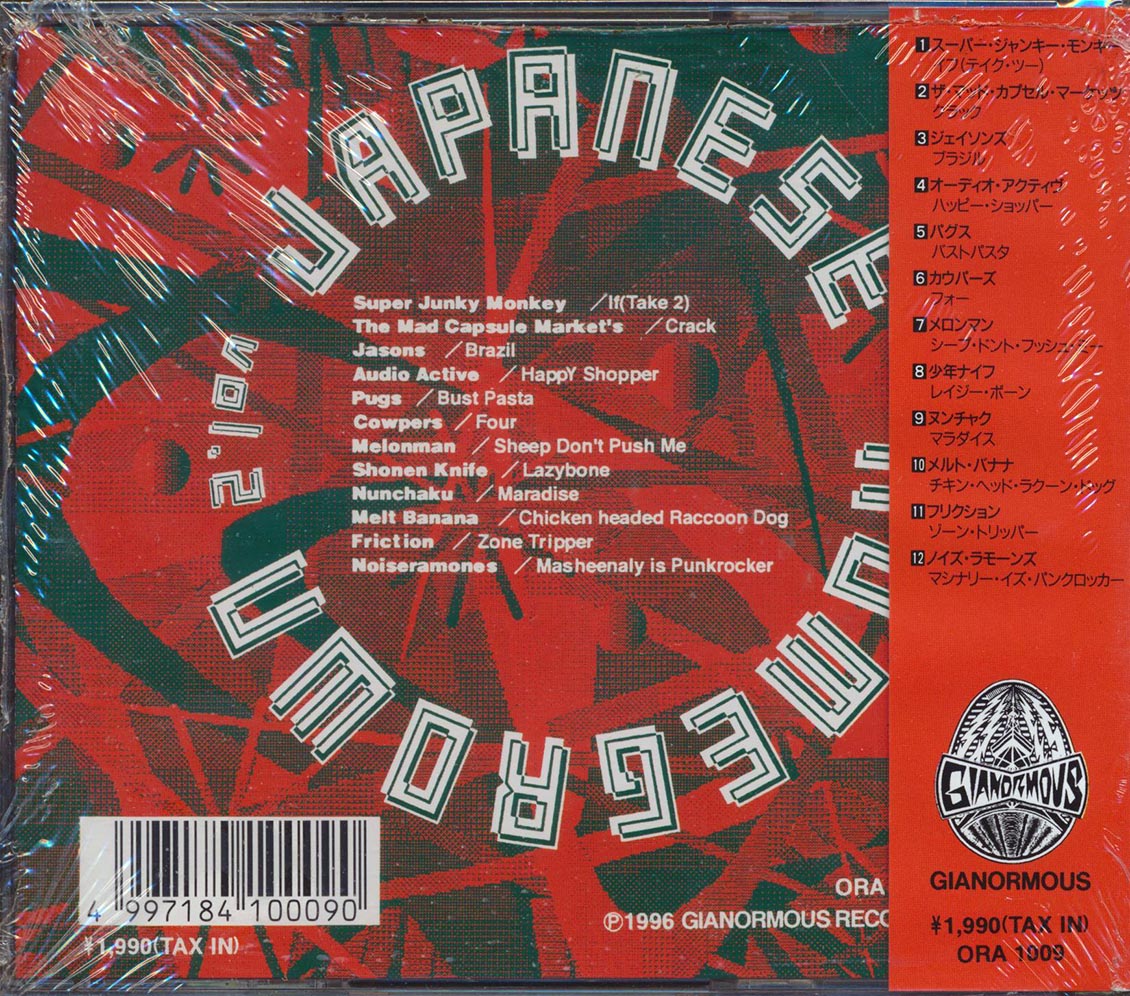 JAPANESE HOMEGROWN
vol.2
Super Junky Monkey /If(Take 2)
The Mad Capsule Market's /Crack
Jasons /Brazil
Audio Active /HappY Shopper
Pugs /Bust Pasta
Cowpers /Four
Melonman /Sheep Don't Push Me
Shonen Knife /Lazybone
Nunchaku /Maradise
Melt Banana /Chicken headed Raccoon Dog
Friction /Zone Tripper
Noiseramones /Masheenaly is Punkrocker
4 997184 100090
¥1,990(TAX IN)
ORA
Ⓟ1996 GIANORMOUS RECO
1 スーパー・ジャンキー・モンキー
イフ(テイク・ツー)
2 ザ・マッド・カプセル・マーケッツ
クラック
3 ジェイソンズ
ブラジル
4 オーディオ・アクティヴ
ハッピー・ショッパー
5 パグス
バストパスタ
6 カウパーズ
フォー
7 メロンマン
シープ・ドント・プッシュ・ミー
8 少年ナイフ
レイジー・ボーン
9 ヌンチャク
マラダイス
10 メルト・バナナ
チキン・ヘッド・ラクーン・ドッグ
11 フリクション
ゾーン・トリッパー
12 ノイズ・ラモーンズ
マシナリー・イズ・パンクロッカー
GIANORMOUS
GIANORMOUS
¥1,990(TAX IN)
ORA 1009